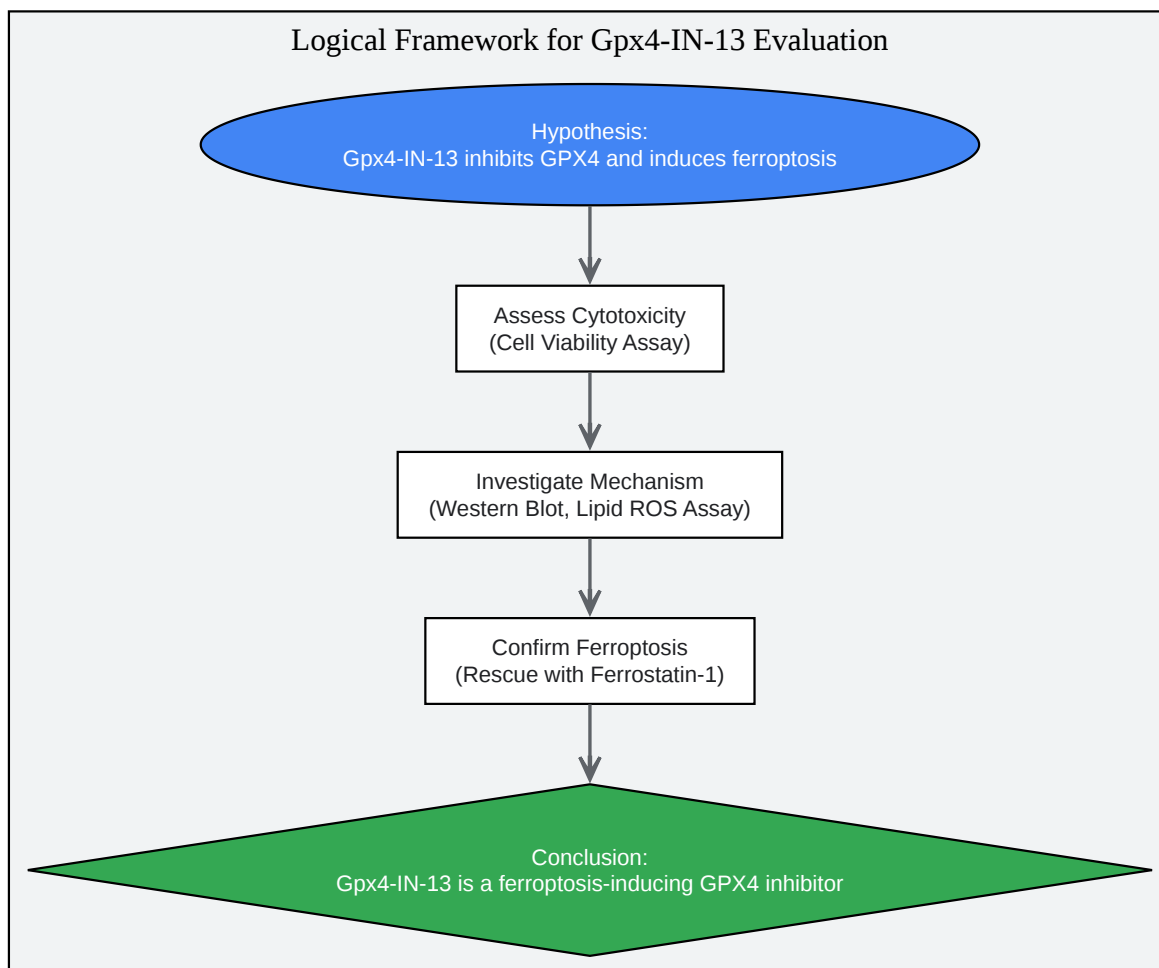 Logical Framework for Gpx4-IN-13 Evaluation
Hypothesis:
Gpx4-IN-13 inhibits GPX4 and induces ferroptosis
Assess Cytotoxicity
(Cell Viability Assay)
Investigate Mechanism
(Western Blot, Lipid ROS Assay)
Confirm Ferroptosis
(Rescue with Ferrostatin-1)
Conclusion:
Gpx4-IN-13 is a ferroptosis-inducing GPX4 inhibitor